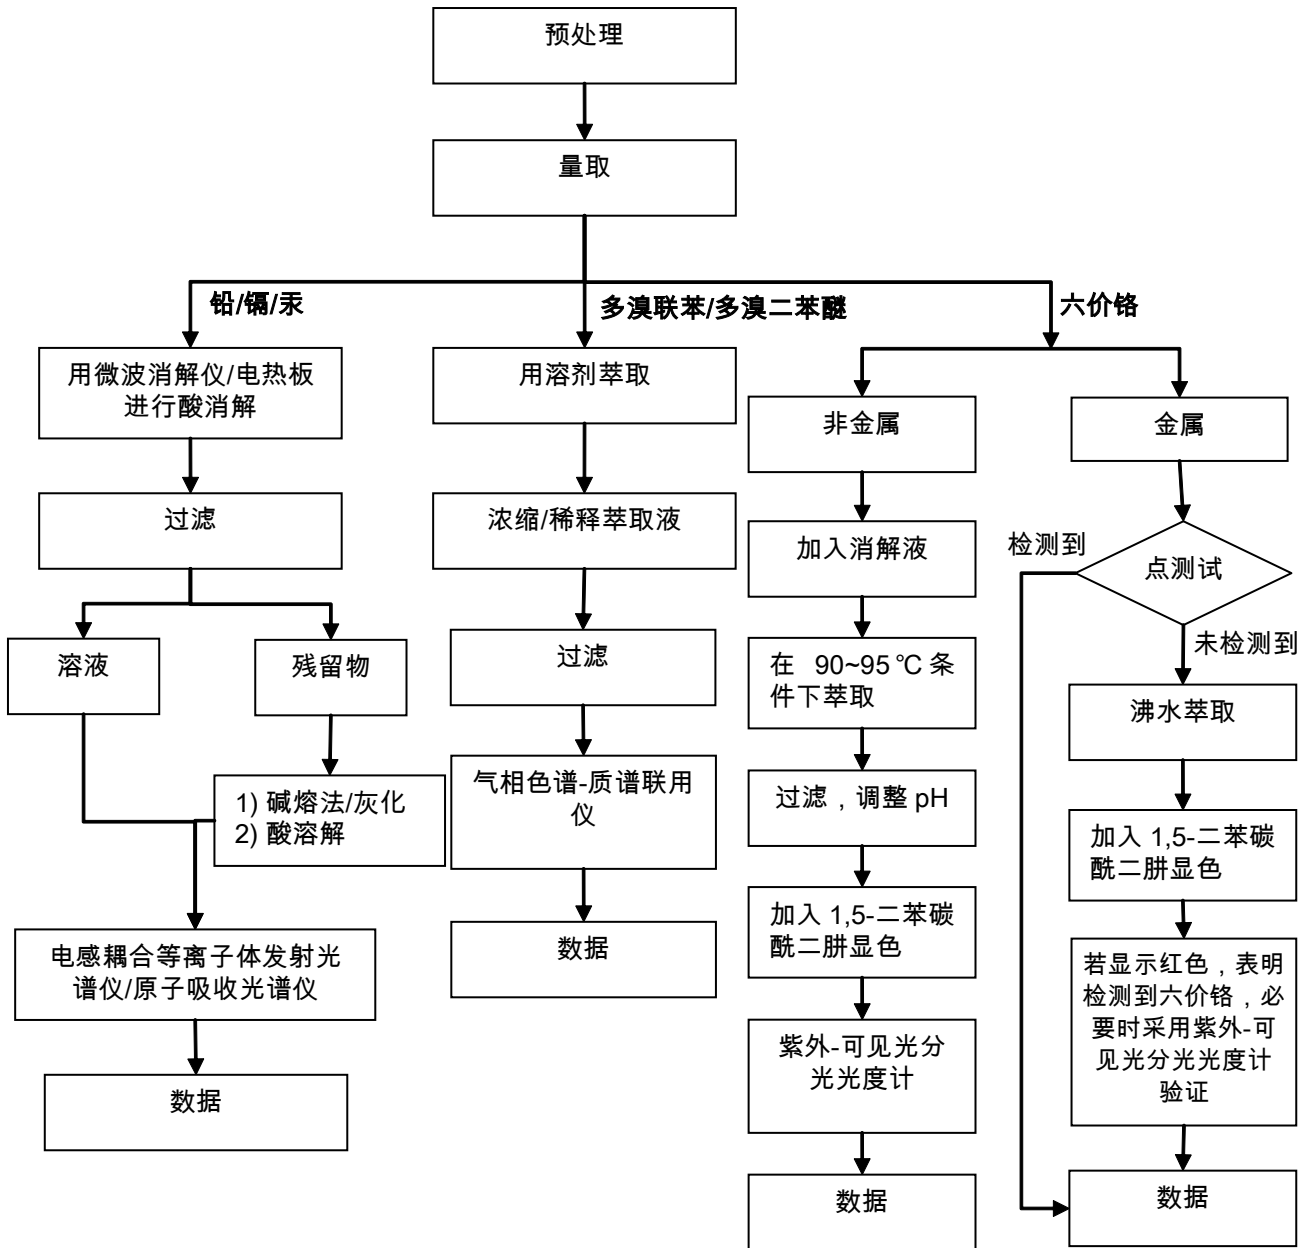 预处理
量取
铅/镉/汞
多溴联苯/多溴二苯醚
六价铬
用微波消解仪/电热板
进行酸消解
过滤
溶液
残留物
1) 碱熔法/灰化
2) 酸溶解
电感耦合等离子体发射光
谱仪/原子吸收光谱仪
数据
用溶剂萃取
浓缩/稀释萃取液
过滤
气相色谱-质谱联用
仪
数据
非金属
加入消解液
在 90~95℃条
件下萃取
过滤，调整 pH
加入 1,5-二苯碳
酰二肼显色
紫外-可见光分
光光度计
数据
金属
点测试
检测到
未检测到
沸水萃取
加入 1,5-二苯碳
酰二肼显色
若显示红色，表明
检测到六价铬，必
要时采用紫外-可
见光分光光度计
验证
数据